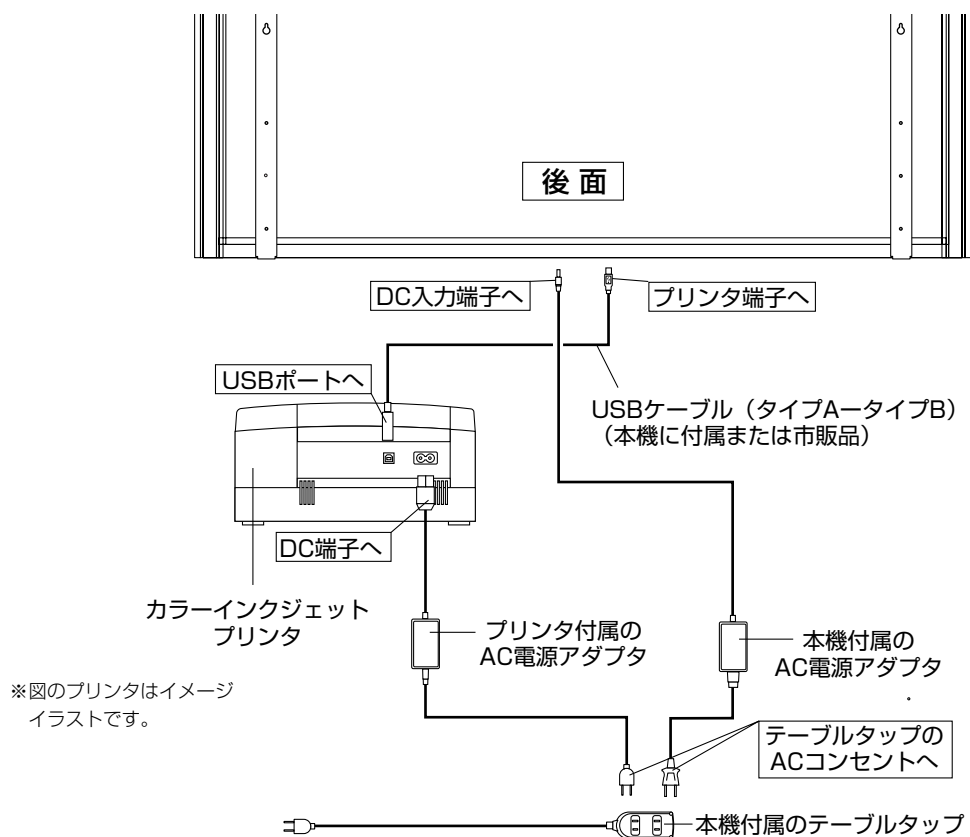 後面
DC入力端子へ
プリンタ端子へ
USBポートへ
USBケーブル（タイプAータイプB）
（本機に付属または市販品）
DC端子へ
カラーインクジェット
プリンタ
プリンタ付属の
AC電源アダプタ
本機付属の
AC電源アダプタ
※図のプリンタはイメージ
イラストです。
テーブルタップの
ACコンセントへ
本機付属のテーブルタップ